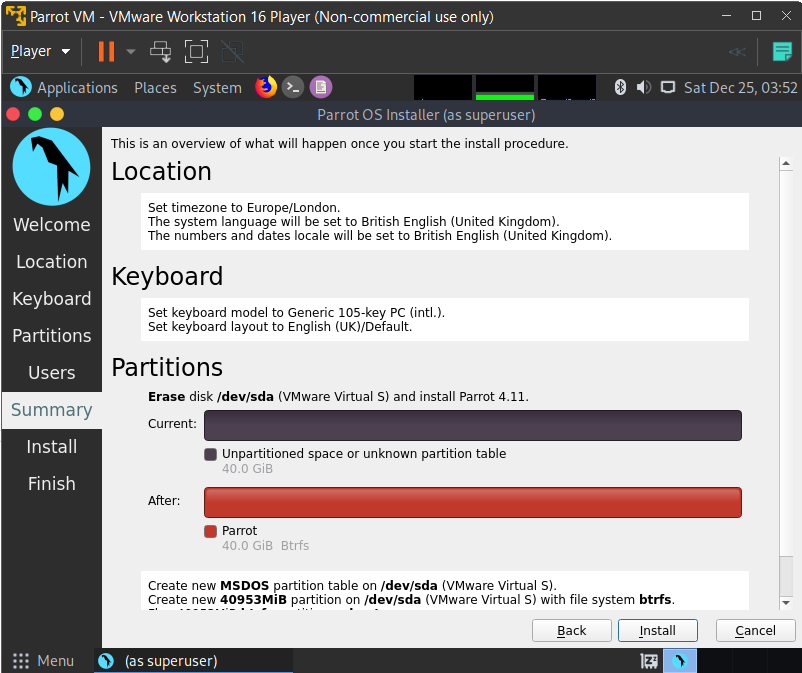 Parrot VM - VMware Workstation 16 Player (Non-commercial use only)
Player
Applications Places System Sat Dec 25, 03:52
Parrot OS Installer (as superuser)
Welcome
Location
Keyboard
Partitions
Users
Summary
Install
Finish
This is an overview of what will happen once you start the install procedure.
Location
Set timezone to Europe/London.
The system language will be set to British English (United Kingdom).
The numbers and dates locale will be set to British English (United Kingdom).
Keyboard
Set keyboard model to Generic 105-key PC (intl.).
Set keyboard layout to English (UK)/Default.
Partitions
Erase disk /dev/sda (VMware Virtual S) and install Parrot 4.11.
Current:
Unpartitioned space or unknown partition table
40.0 GiB
After:
Parrot
40.0 GiB Btrfs
Create new MSDOS partition table on /dev/sda (VMware Virtual S).
Create new 40953MiB partition on /dev/sda (VMware Virtual S) with file system btrfs.
Back Install Cancel
Menu (as superuser)